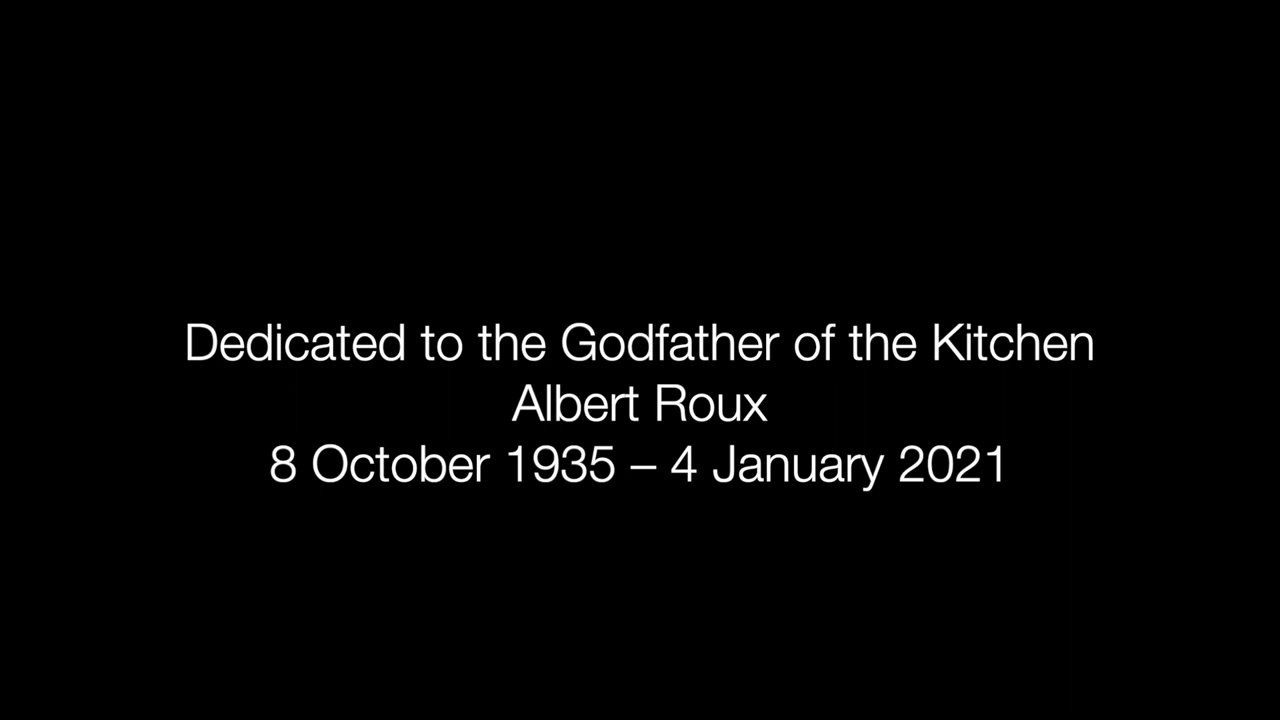 Dedicated to the Godfather of the Kitchen
Albert Roux
8 October 1935 – 4 January 2021